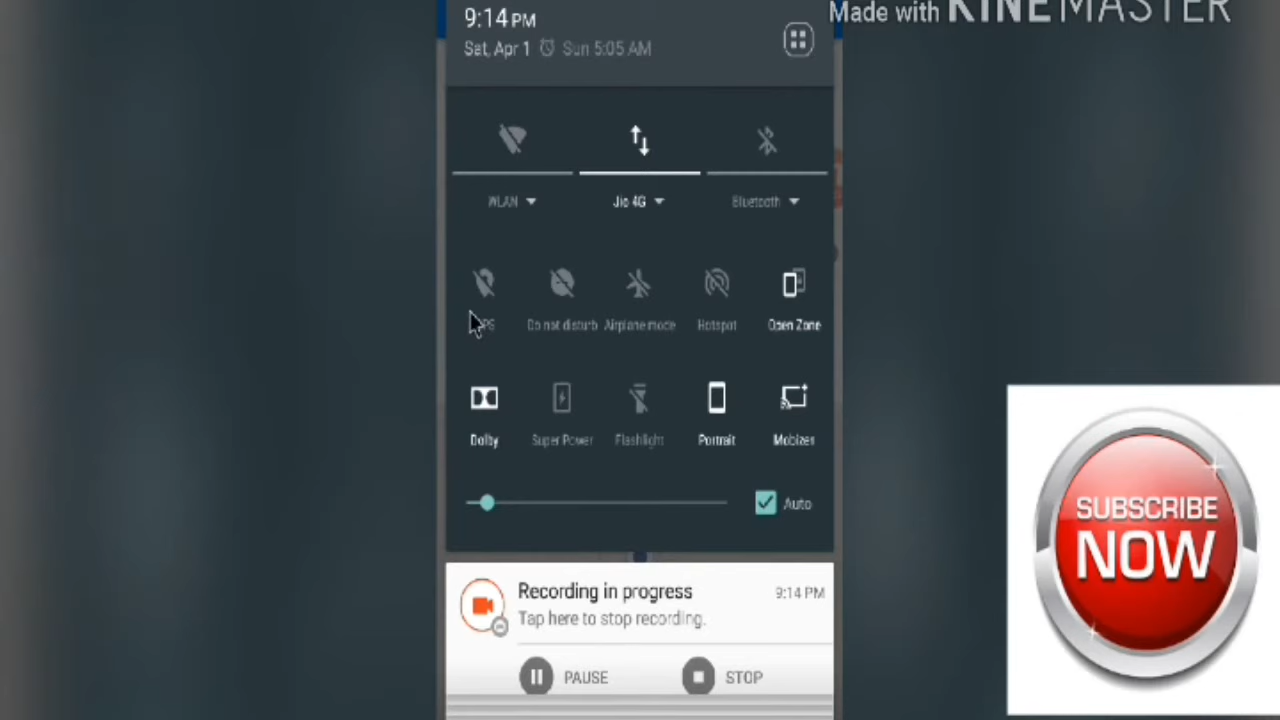 Made with KINEMASTER
9:14 PM
Sat, Apr 1 Sun 5:05 AM
WLAN Jio 4G Bluetooth
Do not disturb Airplane mode Hotspot Open Zone
Dolby Super Power Flashlight Portrait Mobizen
Auto
Recording in progress 9:14 PM
Tap here to stop recording.
PAUSE STOP
SUBSCRIBE
NOW